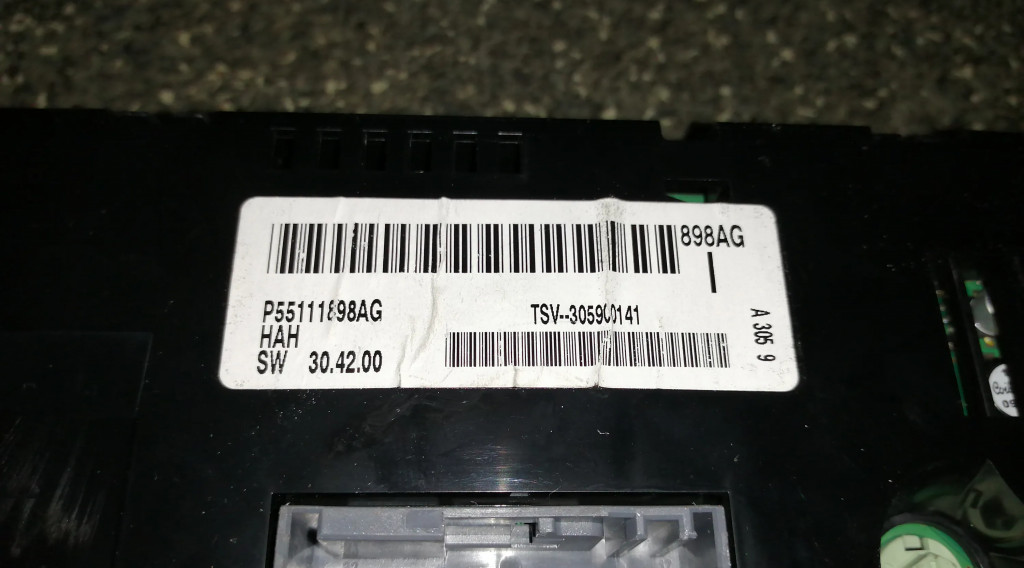 898AG
P55111898AG
HAH
SW 30.42.00
TSV--305900141
A 305 9